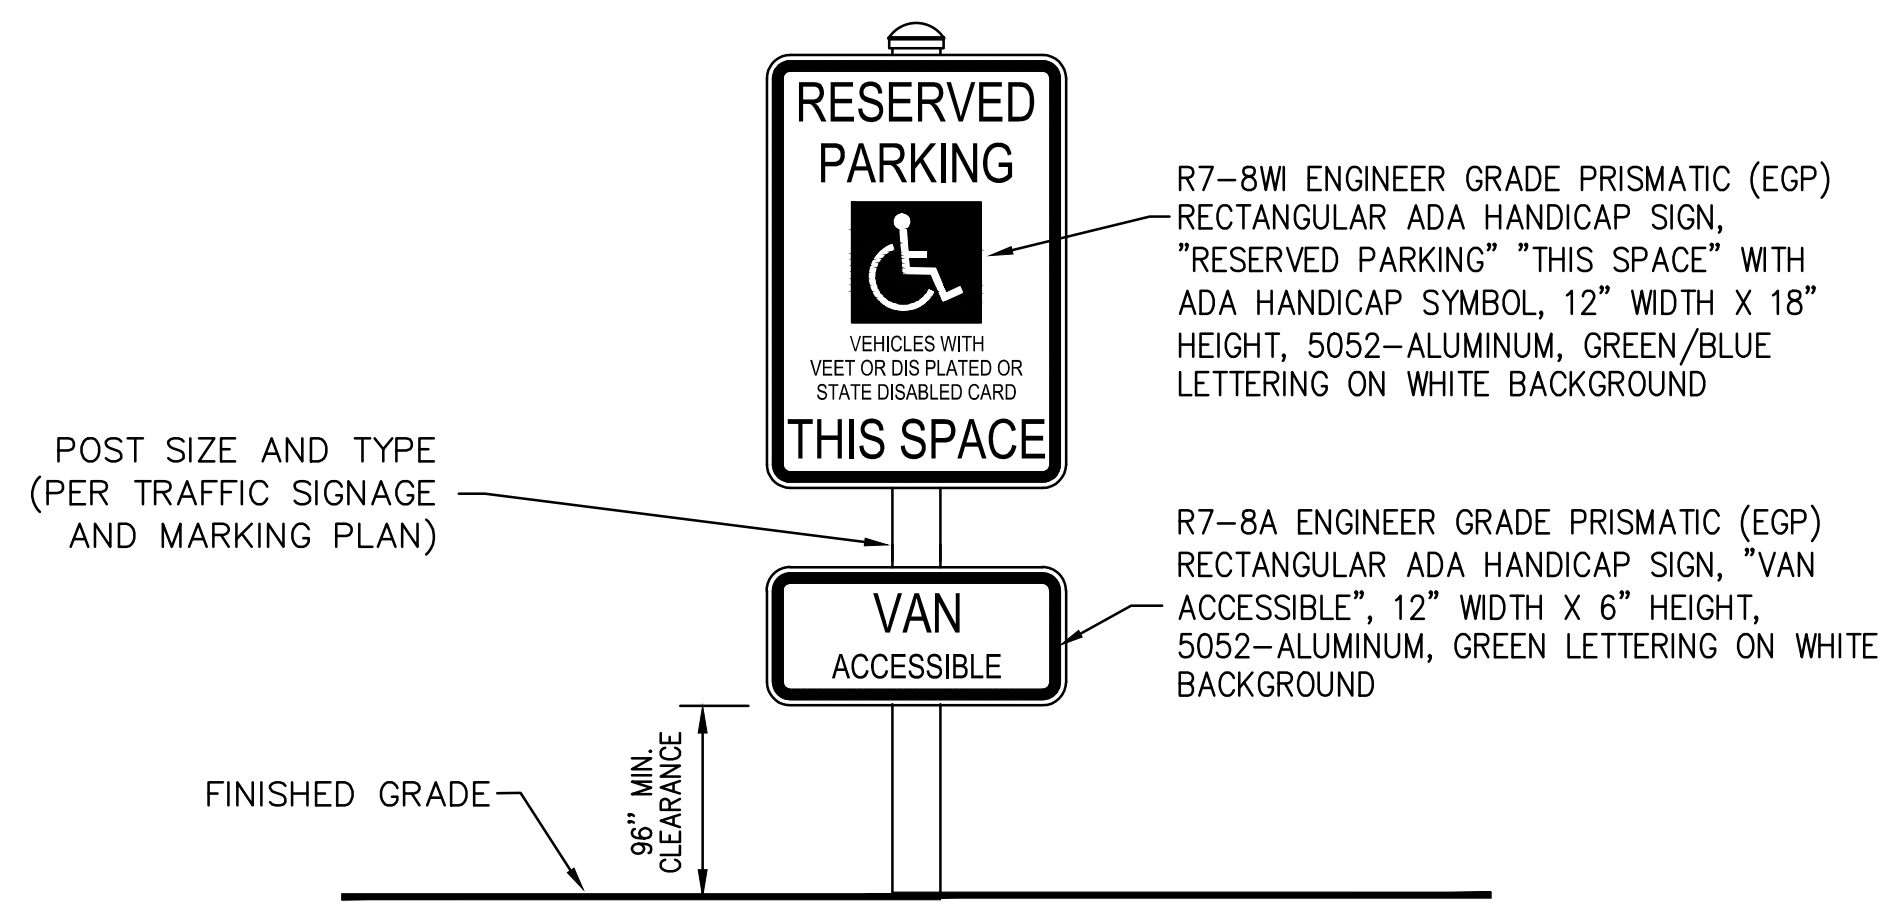 RESERVED
PARKING
VEHICLES WITH
VEET OR DIS PLATED OR
STATE DISABLED CARD
THIS SPACE
R7-8WI ENGINEER GRADE PRISMATIC (EGP)
RECTANGULAR ADA HANDICAP SIGN,
"RESERVED PARKING" "THIS SPACE" WITH
ADA HANDICAP SYMBOL, 12" WIDTH X 18"
HEIGHT, 5052-ALUMINUM, GREEN/BLUE
LETTERING ON WHITE BACKGROUND
POST SIZE AND TYPE
(PER TRAFFIC SIGNAGE
AND MARKING PLAN)
VAN
ACCESSIBLE
R7-8A ENGINEER GRADE PRISMATIC (EGP)
RECTANGULAR ADA HANDICAP SIGN, "VAN
ACCESSIBLE", 12" WIDTH X 6" HEIGHT,
5052-ALUMINUM, GREEN LETTERING ON WHITE
BACKGROUND
96" MIN.
CLEARANCE
FINISHED GRADE